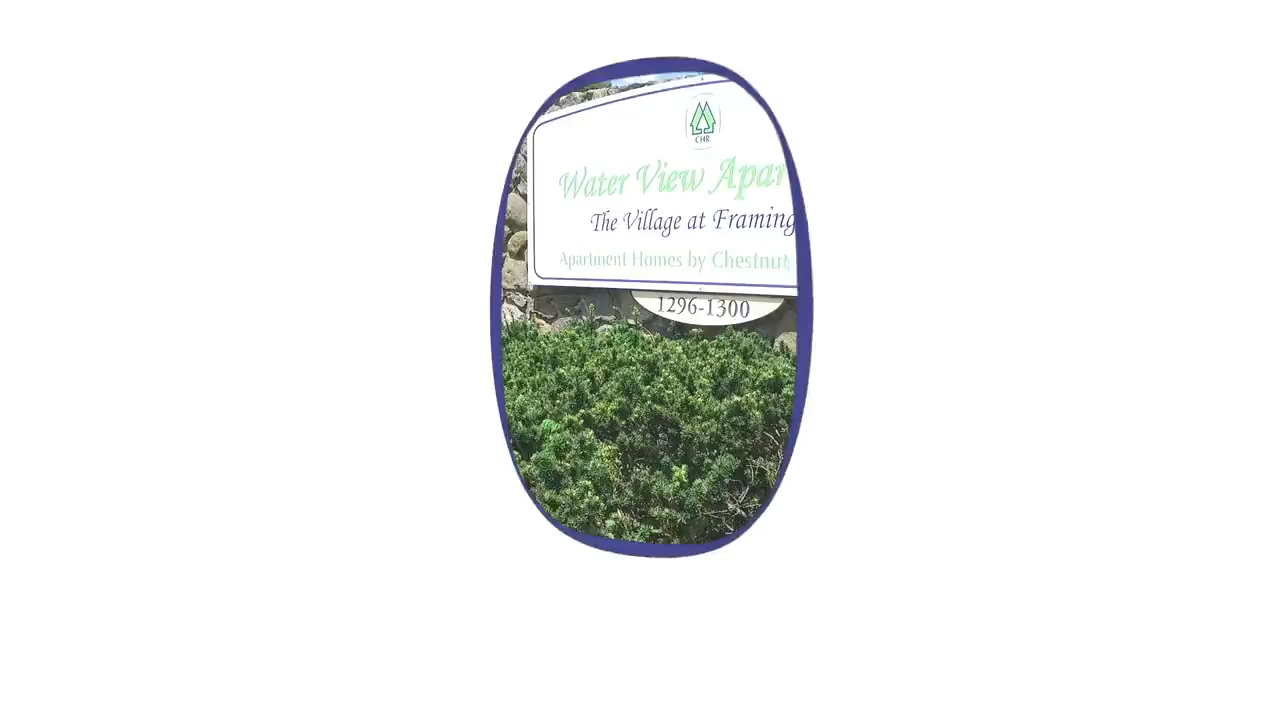 CHR
Water View Apar
The Village at Framing
Apartment Homes by Chestnut
1296-1300